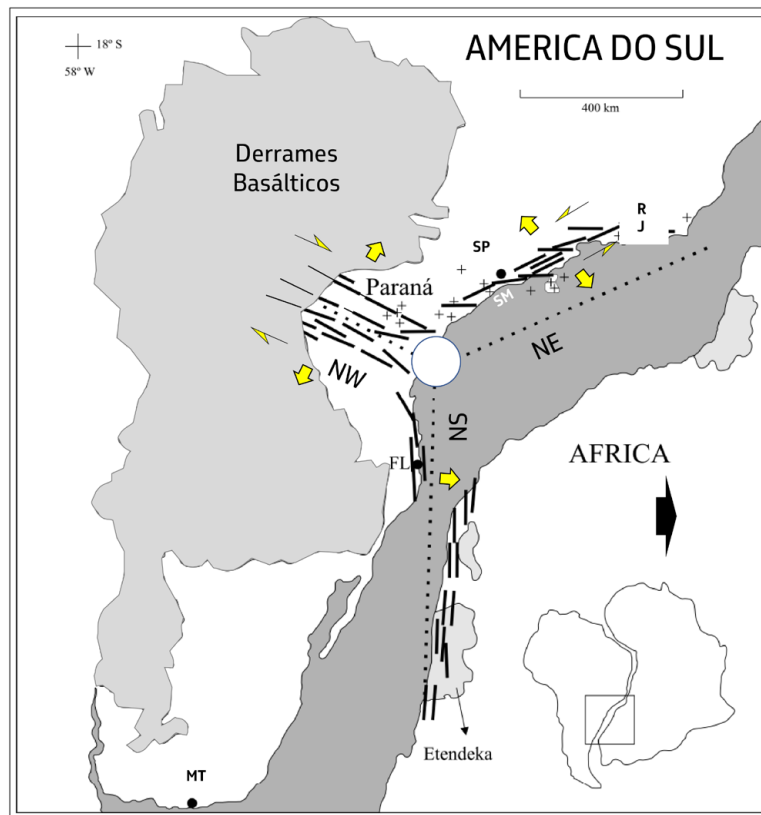 18° S
58° W
AMERICA DO SUL
400 km
Derrames
Basálticos
R
J
SP
Paraná
SM
NE
NW
NS
FL
AFRICA
Etendeka
MT